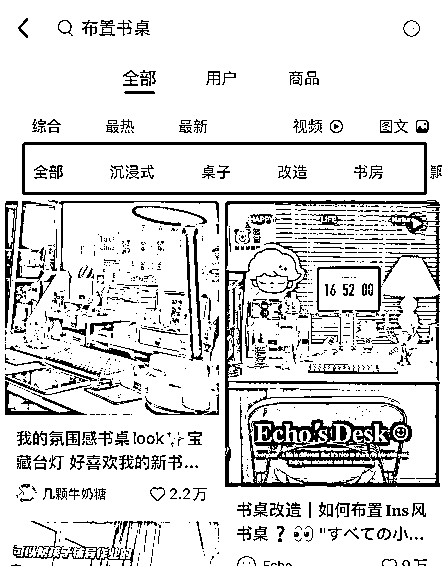 布置书桌
全部 用户 商品
综合 最热 最新 视频 图文
全部 沉浸式 桌子 改造 书房
16 52 00
Echo's Desk
我的氛围感书桌look 宝
藏台灯 好喜欢我的新书...
几颗牛奶糖 2.2万
书桌改造 | 如何布置 Ins 风
书桌 ? 👀 "すべての小...
Echo